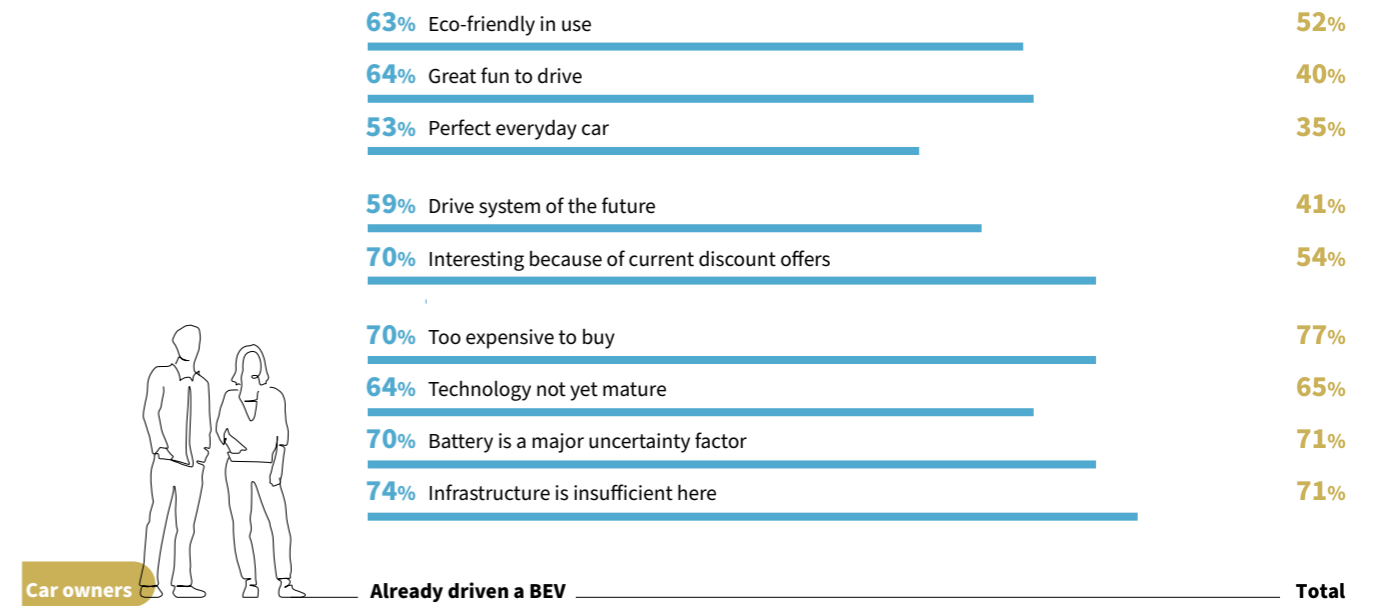 63% Eco-friendly in use 52%
64% Great fun to drive 40%
53% Perfect everyday car 35%
59% Drive system of the future 41%
70% Interesting because of current discount offers 54%
70% Too expensive to buy 77%
64% Technology not yet mature 65%
70% Battery is a major uncertainty factor 71%
74% Infrastructure is insufficient here 71%
Car owners Already driven a BEV Total